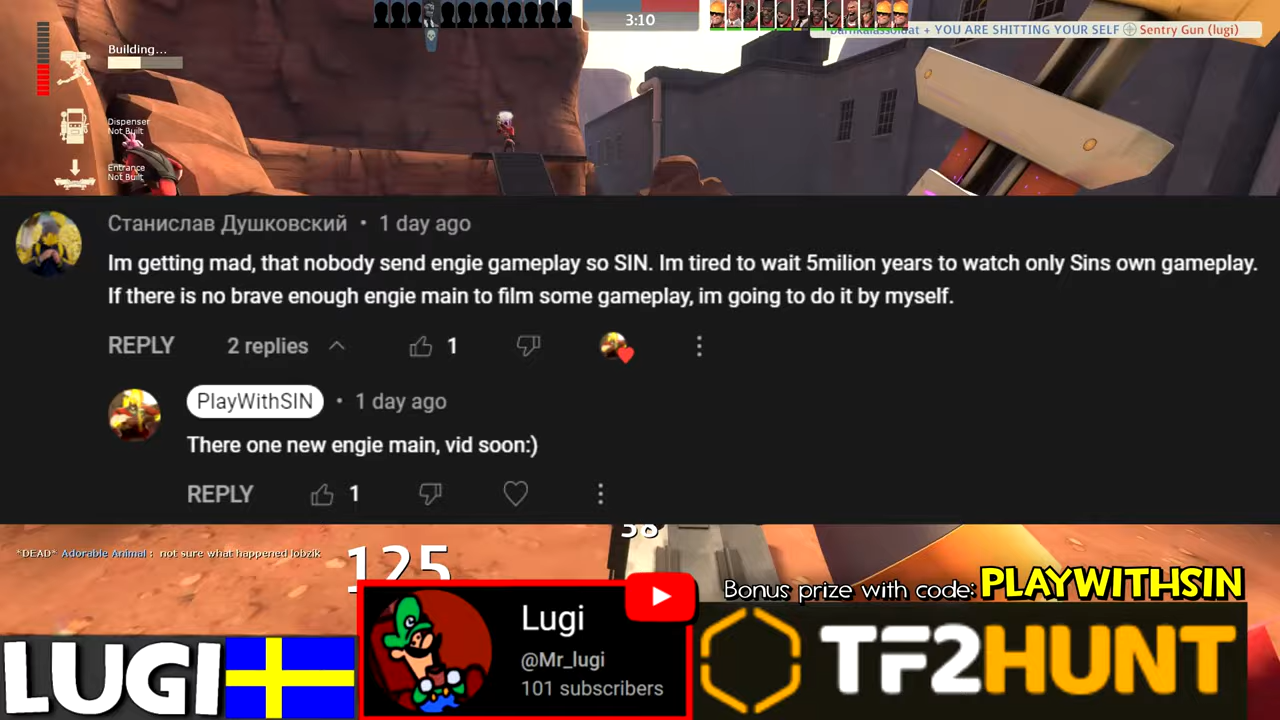 3:10
Building...
YOU ARE SHITTING YOUR SELF Sentry Gun (lugi)
Dispenser
Not Built
Entrance
Not Built
Станислав Душковский • 1 day ago
Im getting mad, that nobody send engie gameplay so SIN. Im tired to wait 5milion years to watch only Sins own gameplay.
If there is no brave enough engie main to film some gameplay, im going to do it by myself.
REPLY 2 replies 1
PlayWithSIN • 1 day ago
There one new engie main, vid soon:)
REPLY 1
*DEAD* Adorable Animal : not sure what happened lobzik
125
Bonus prize with code: PLAYWITHSIN
LUGI
Lugi
@Mr_lugi
101 subscribers
TF2HUNT